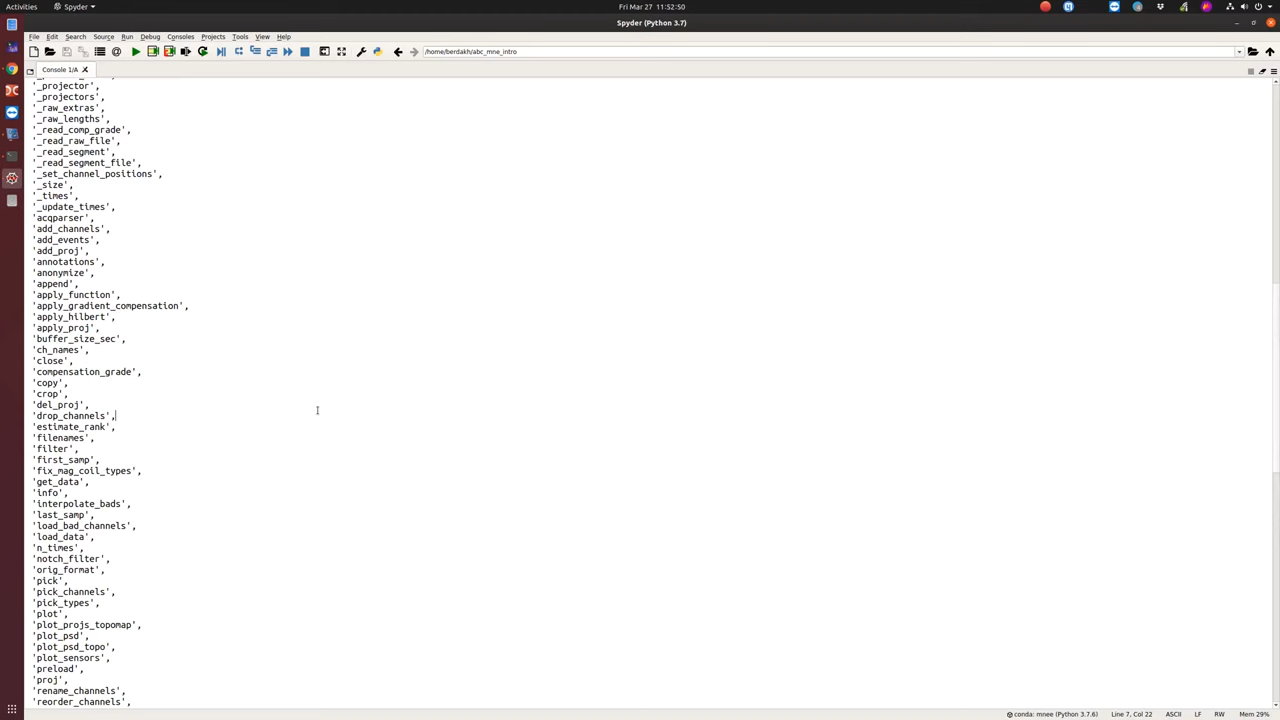 Activities
Spyder
Fri Mar 27 11:52:50
Spyder (Python 3.7)
File Edit Search Source Run Debug Consoles Projects Tools View Help
/home/berdakh/abc_mne_intro
Console 1/A
'_projector',
'_projectors',
'_raw_extras',
'_raw_lengths',
'_read_comp_grade',
'_read_raw_file',
'_read_segment',
'_read_segment_file',
'_set_channel_positions',
'_size',
'_times',
'_update_times',
'acqparser',
'add_channels',
'add_events',
'add_proj',
'annotations',
'anonymize',
'append',
'apply_function',
'apply_gradient_compensation',
'apply_hilbert',
'apply_proj',
'buffer_size_sec',
'ch_names',
'close',
'compensation_grade',
'copy',
'crop',
'del_proj',
'drop_channels',
'estimate_rank',
'filenames',
'filter',
'first_samp',
'fix_mag_coil_types',
'get_data',
'info',
'interpolate_bads',
'last_samp',
'load_bad_channels',
'load_data',
'n_times',
'notch_filter',
'orig_format',
'pick',
'pick_channels',
'pick_types',
'plot',
'plot_projs_topomap',
'plot_psd',
'plot_psd_topo',
'plot_sensors',
'preload',
'proj',
'rename_channels',
'reorder_channels',
conda: mnee (Python 3.7.6) Line 7, Col 22 ASCII LF RW Mem 29%